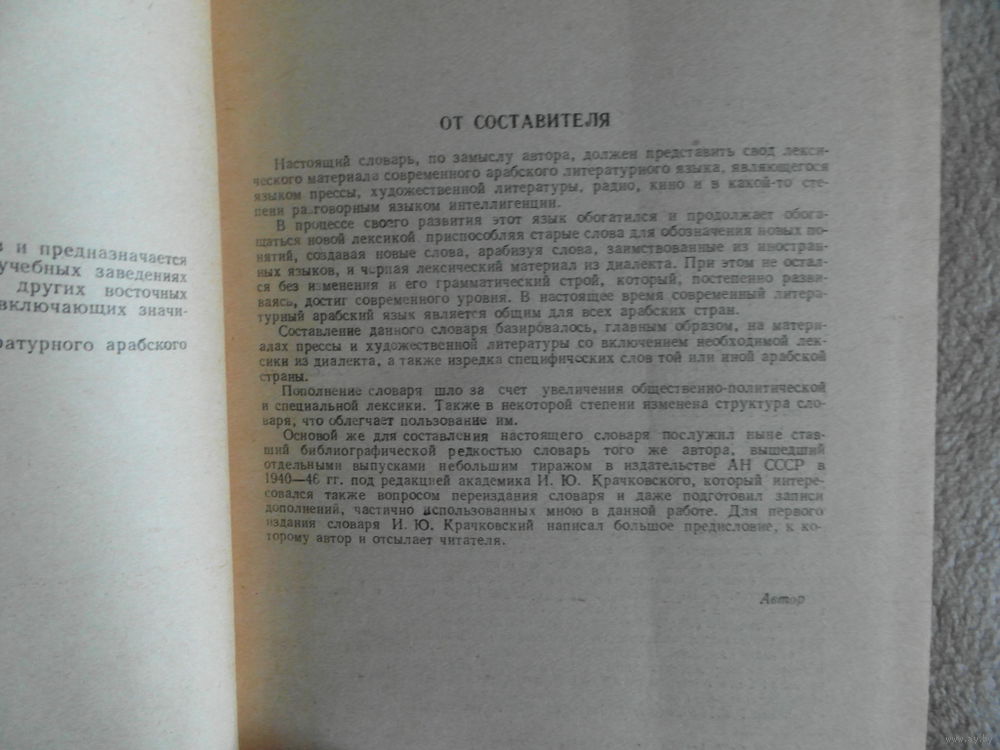 в и предназначается
учебных заведениях
других восточных
включающих значи-
ратурного арабского
ОТ СОСТАВИТЕЛЯ
Настоящий словарь, по замыслу автора, должен представить свод лекси-
ческого материала современного арабского литературного языка, являющегося
языком прессы, художественной литературы, радио, кино и в какой-то сте-
пени разговорным языком интеллигенции.
В процессе своего развития этот язык обогатился и продолжает обога-
щаться новой лексикой, приспособляя старые слова для обозначения новых по-
нятий, создавая новые слова, арабизуя слова, заимствованные из иностран-
ных языков, и черпая лексический материал из диалекта. При этом не остал-
ся без изменения и его грамматический строй, который, постепенно разви-
ваясь, достиг современного уровня. В настоящее время современный литера-
турный арабский язык является общим для всех арабских стран.
Составление данного словаря базировалось, главным образом, на матери-
алах прессы и художественной литературы со включением необходимой лек-
сики из диалекта, а также изредка специфических слов той или иной арабской
страны.
Пополнение словаря шло за счет увеличения общественно-политической
и специальной лексики. Также в некоторой степени изменена структура сло-
варя, что облегчает пользование им.
Основой же для составления настоящего словаря послужил ныне став-
ший библиографической редкостью словарь того же автора, вышедший
отдельными выпусками небольшим тиражом в издательстве АН СССР в
1940—46 гг. под редакцией академика И. Ю. Крачковского, который интере-
совался также вопросом переиздания словаря и даже подготовил записи
дополнений, частично использованных мною в данной работе. Для первого
издания словаря И. Ю. Крачковский написал большое предисловие, к ко-
торому автор и отсылает читателя.
Автор
www.ay.by